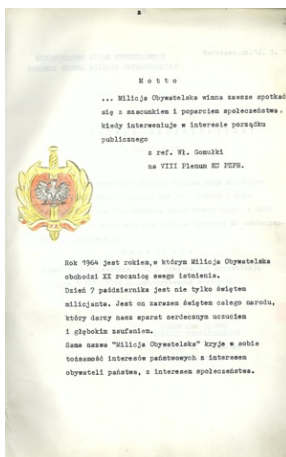 M o t t o
... Milicja Obywatelska winna zawsze spotkać
się z szacunkiem i poparciem społeczeństwa,
kiedy interweniuje w interesie porządku
publicznego
z ref. Wł. Gomułki
na VIII Plenum KC PZPR.
Rok 1964 jest rokiem, w którym Milicja Obywatelska
obchodzi XX rocznicę swego istnienia.
Dzień 7 października jest nie tylko świętem
milicjanta. Jest on zarazem świętem całego narodu,
który darzy nasz aparat serdecznym uczuciem
i głębokim zaufaniem.
Sama nazwa "Milicja Obywatelska" kryje w sobie
tożsamość interesów państwowych z interesem
obywateli państwa, z interesem społeczeństwa.